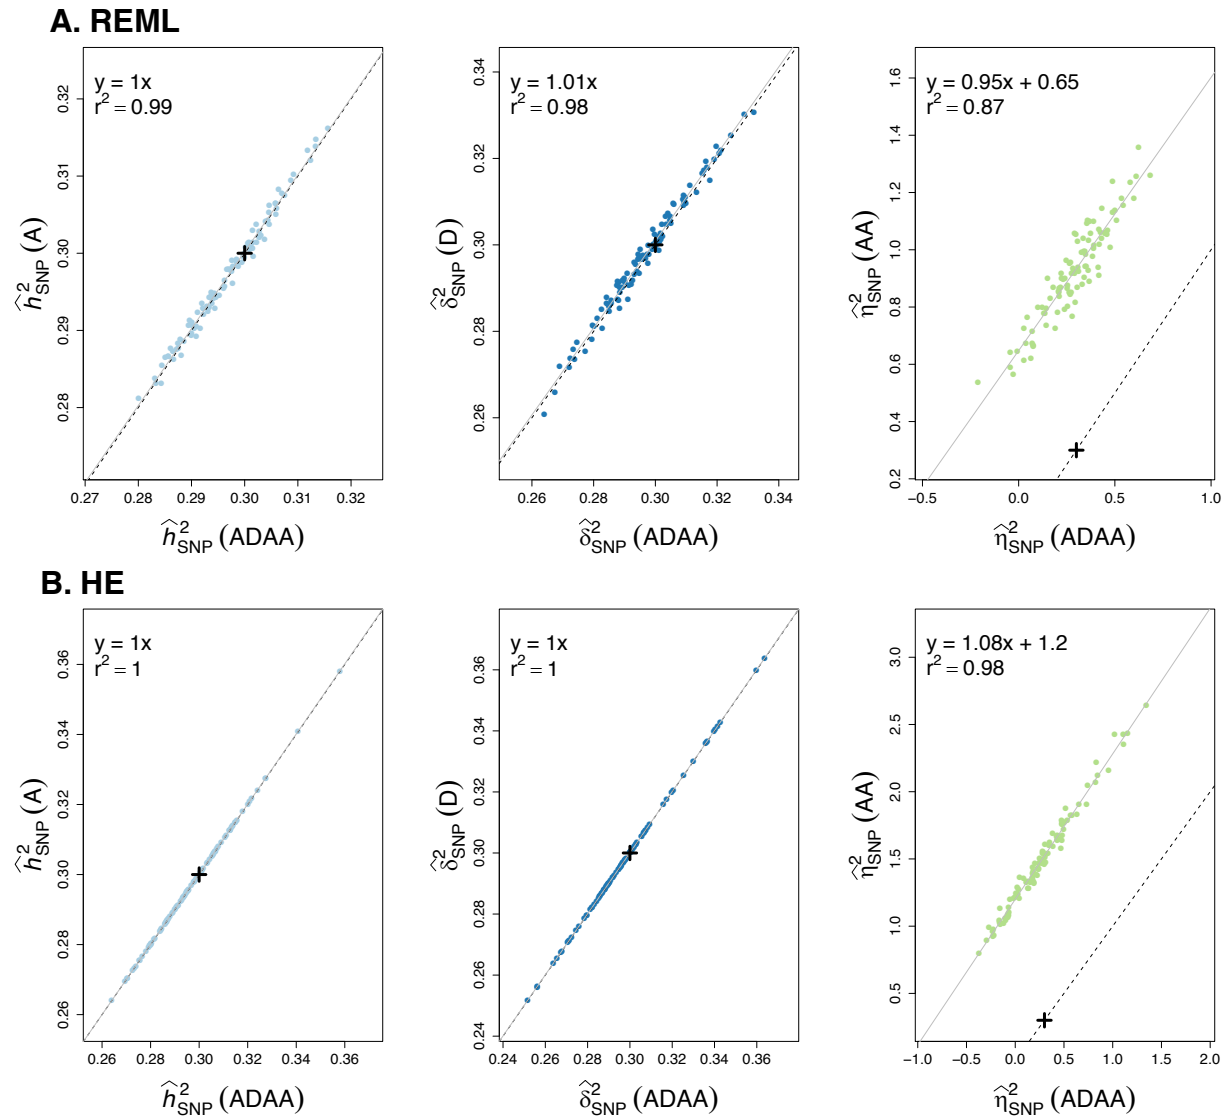 A. REML
y = 1x
r² = 0.99
0.28 0.29 0.30 0.31 0.32
ĥ²SNP (A)
0.27 0.28 0.29 0.30 0.31 0.32
ĥ²SNP (ADAA)
y = 1.01x
r² = 0.98
0.26 0.28 0.30 0.32 0.34
δ̂²SNP (D)
0.26 0.28 0.30 0.32 0.34
δ̂²SNP (ADAA)
y = 0.95x + 0.65
r² = 0.87
0.2 0.4 0.6 0.8 1.0 1.2 1.4 1.6
η̂²SNP (AA)
−0.5 0.0 0.5 1.0
η̂²SNP (ADAA)
B. HE
y = 1x
r² = 1
0.26 0.28 0.30 0.32 0.34 0.36
ĥ²SNP (A)
0.26 0.28 0.30 0.32 0.34 0.36
ĥ²SNP (ADAA)
y = 1x
r² = 1
0.24 0.26 0.28 0.30 0.32 0.34 0.36
δ̂²SNP (D)
0.24 0.26 0.28 0.30 0.32 0.34 0.36
δ̂²SNP (ADAA)
y = 1.08x + 1.2
r² = 0.98
0.5 1.0 1.5 2.0 2.5 3.0
η̂²SNP (AA)
−1.0 −0.5 0.0 0.5 1.0 1.5 2.0
η̂²SNP (ADAA)